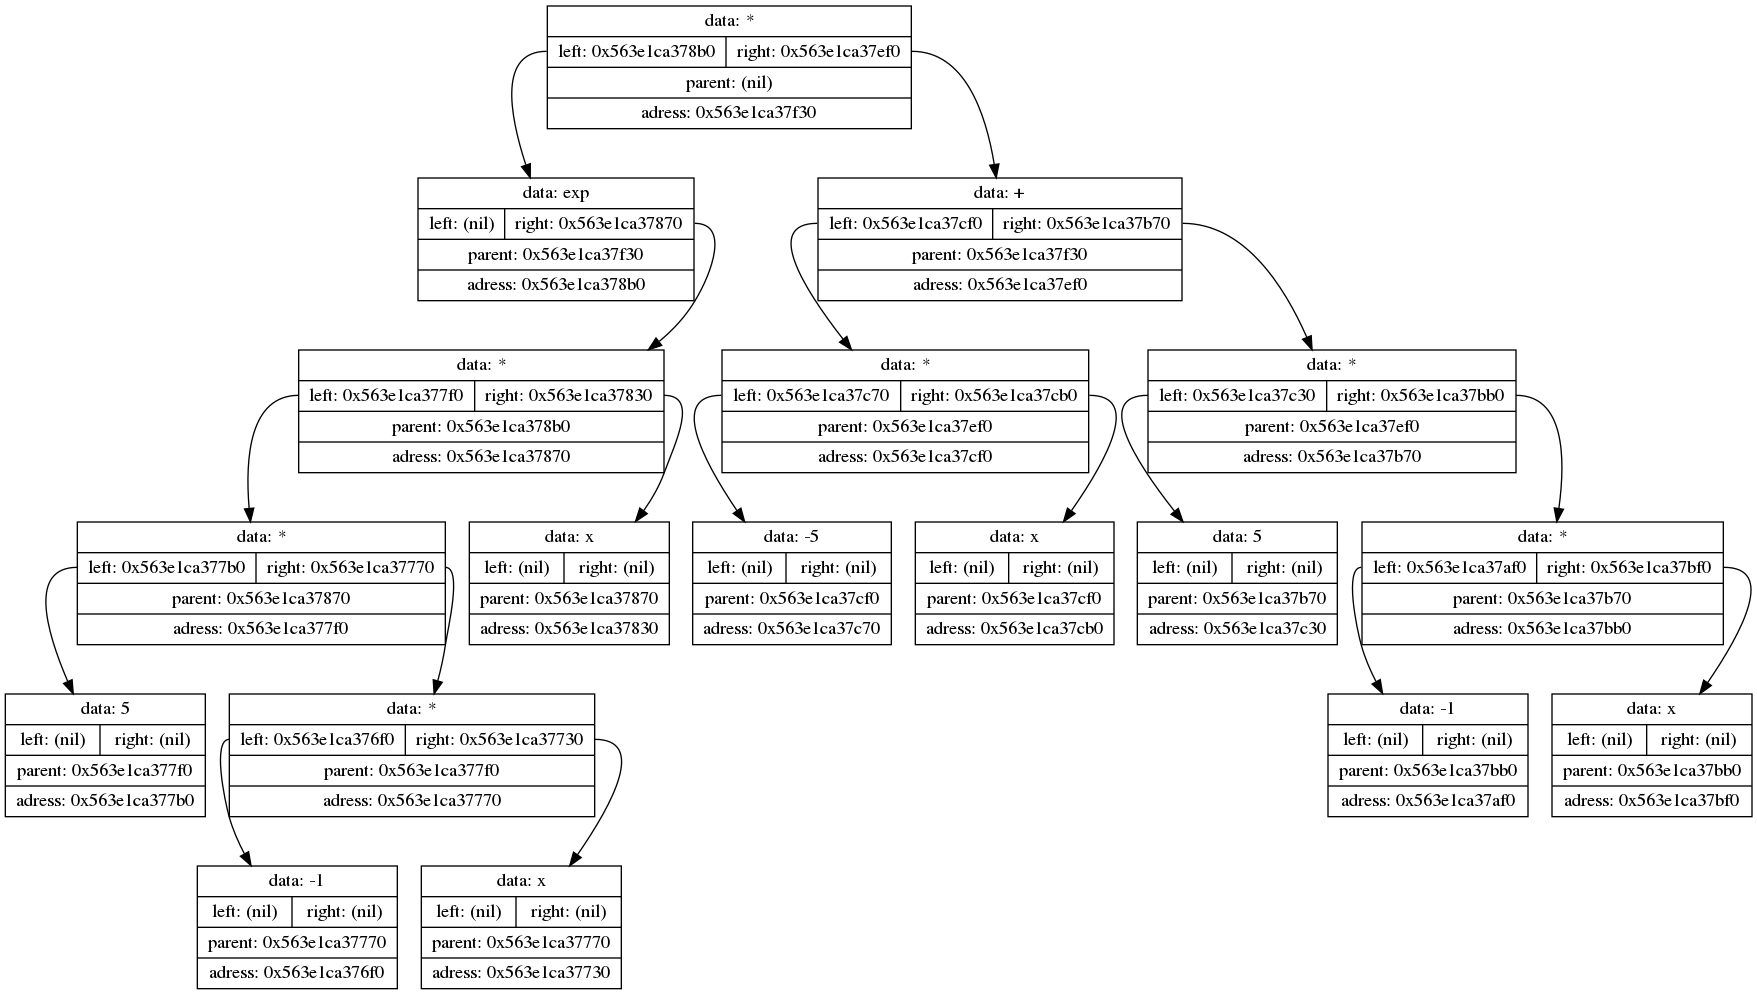 data: *
left: 0x563e1ca378b0 right: 0x563e1ca37ef0
parent: (nil)
adress: 0x563e1ca37f30
data: exp
left: (nil) right: 0x563e1ca37870
parent: 0x563e1ca37f30
adress: 0x563e1ca378b0
data: +
left: 0x563e1ca37cf0 right: 0x563e1ca37b70
parent: 0x563e1ca37f30
adress: 0x563e1ca37ef0
data: *
left: 0x563e1ca377f0 right: 0x563e1ca37830
parent: 0x563e1ca378b0
adress: 0x563e1ca37870
data: *
left: 0x563e1ca37c70 right: 0x563e1ca37cb0
parent: 0x563e1ca37ef0
adress: 0x563e1ca37cf0
data: *
left: 0x563e1ca37c30 right: 0x563e1ca37bb0
parent: 0x563e1ca37ef0
adress: 0x563e1ca37b70
data: *
left: 0x563e1ca377b0 right: 0x563e1ca37770
parent: 0x563e1ca37870
adress: 0x563e1ca377f0
data: x
left: (nil) right: (nil)
parent: 0x563e1ca37870
adress: 0x563e1ca37830
data: -5
left: (nil) right: (nil)
parent: 0x563e1ca37cf0
adress: 0x563e1ca37c70
data: x
left: (nil) right: (nil)
parent: 0x563e1ca37cf0
adress: 0x563e1ca37cb0
data: 5
left: (nil) right: (nil)
parent: 0x563e1ca37b70
adress: 0x563e1ca37c30
data: *
left: 0x563e1ca37af0 right: 0x563e1ca37bf0
parent: 0x563e1ca37b70
adress: 0x563e1ca37bb0
data: 5
left: (nil) right: (nil)
parent: 0x563e1ca377f0
adress: 0x563e1ca377b0
data: *
left: 0x563e1ca376f0 right: 0x563e1ca37730
parent: 0x563e1ca377f0
adress: 0x563e1ca37770
data: -1
left: (nil) right: (nil)
parent: 0x563e1ca37bb0
adress: 0x563e1ca37af0
data: x
left: (nil) right: (nil)
parent: 0x563e1ca37bb0
adress: 0x563e1ca37bf0
data: -1
left: (nil) right: (nil)
parent: 0x563e1ca37770
adress: 0x563e1ca376f0
data: x
left: (nil) right: (nil)
parent: 0x563e1ca37770
adress: 0x563e1ca37730